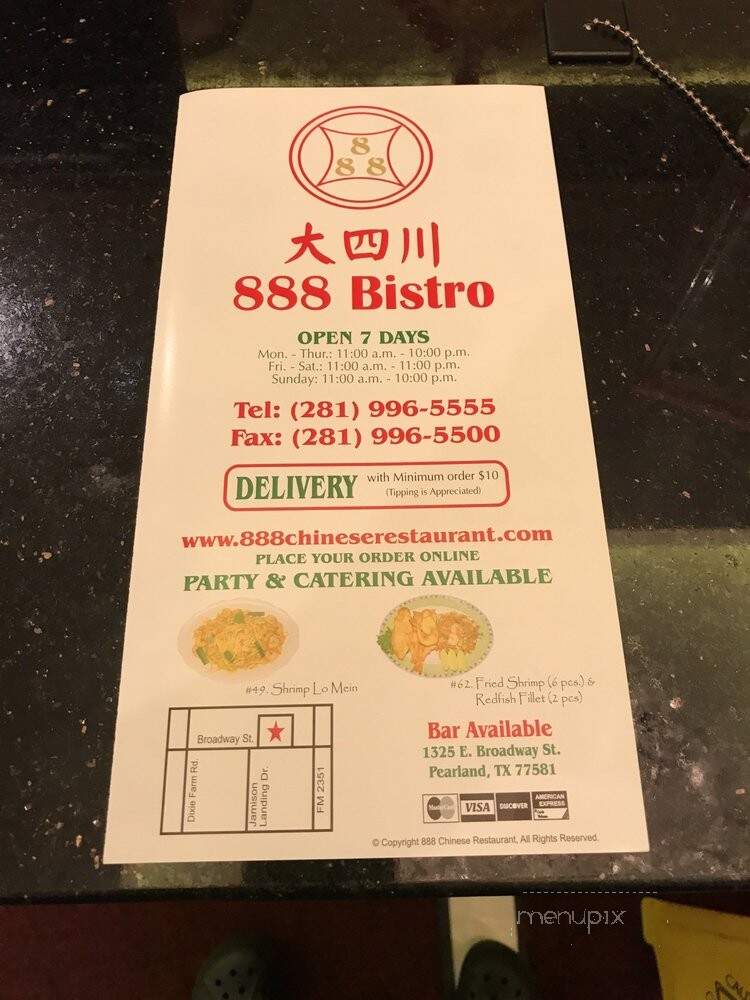 8
8 8
大四川
888 Bistro
OPEN 7 DAYS
Mon. - Thur.: 11:00 a.m. - 10:00 p.m.
Fri. - Sat.: 11:00 a.m. - 11:00 p.m.
Sunday: 11:00 a.m. - 10:00 p.m.
Tel: (281) 996-5555
Fax: (281) 996-5500
DELIVERY with Minimum order $10
(Tipping is Appreciated)
www.888chineserestaurant.com
PLACE YOUR ORDER ONLINE
PARTY & CATERING AVAILABLE
#49. Shrimp Lo Mein
#62. Fried Shrimp (6 pcs.) &
Redfish Fillet (2 pcs)
Broadway St.
Dixie Farm Rd.
Jamison
Landing Dr.
FM 2351
Bar Available
1325 E. Broadway St.
Pearland, TX 77581
MasterCard VISA DISCOVER AMERICAN
EXPRESS
© Copyright 888 Chinese Restaurant, All Rights Reserved.
menupix